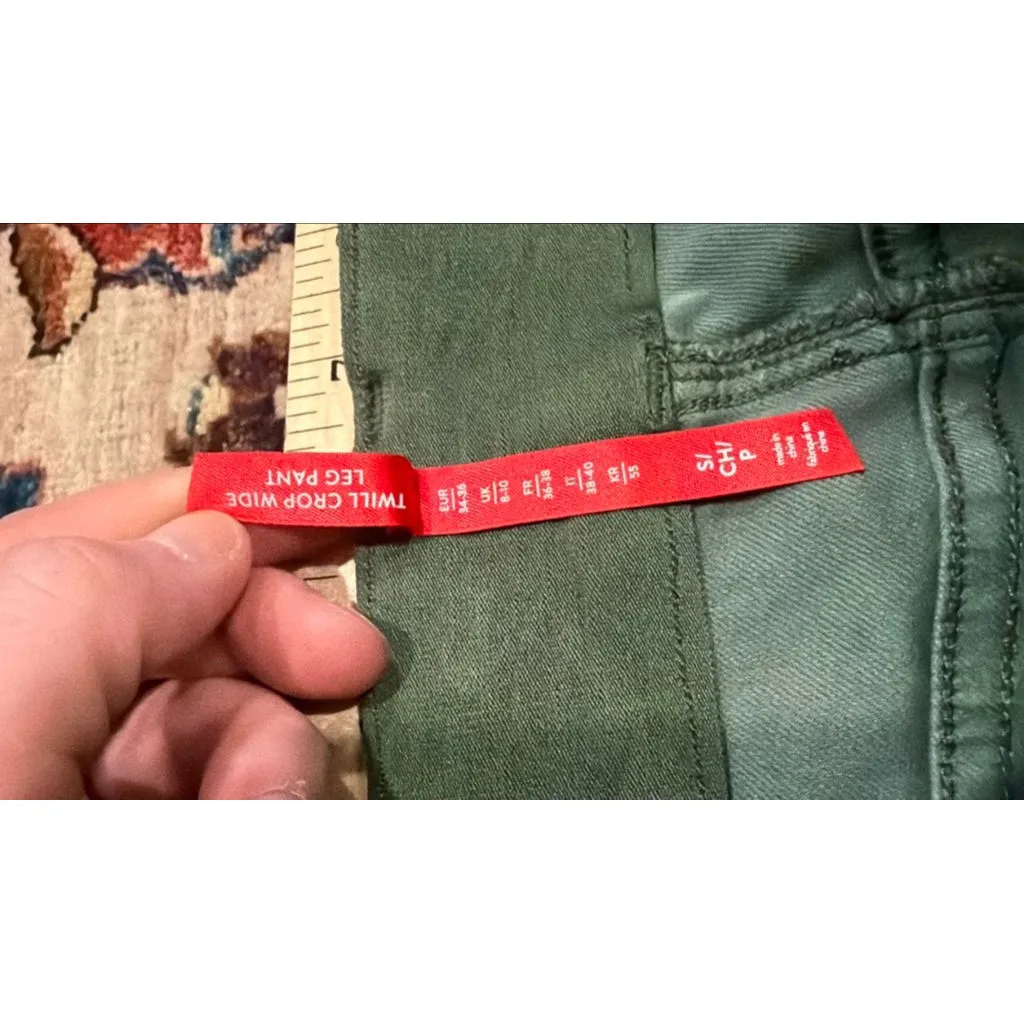 TWILL CROP WIDE
LEG PANT
EUR
34-36
UK
8-10
FR
36-38
IT
38-40
KR
55
S/
CH/
P
made in
china
fabriqué en
chine